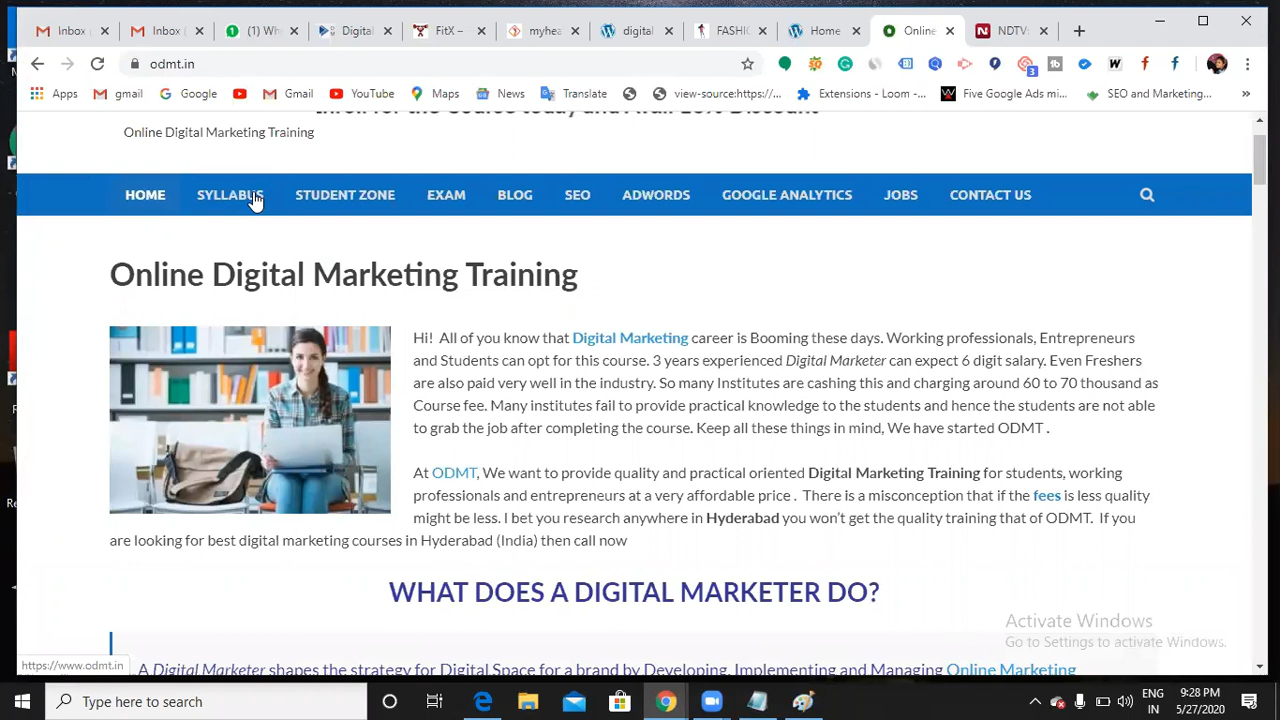 Inbox (
Inbox
(1) Wh
Digital
FitX –
myhea
digital
FASHIC
Home
Online
NDTV:
odmt.in
3
Apps
gmail
Google
Gmail
YouTube
Maps
News
Translate
view-source:https://...
Extensions - Loom -...
Five Google Ads mi...
SEO and Marketing...
»
Enroll for the Course today and Avail 10% Discount
Online Digital Marketing Training
HOME SYLLABUS STUDENT ZONE EXAM BLOG SEO ADWORDS GOOGLE ANALYTICS JOBS CONTACT US
Online Digital Marketing Training
Hi! All of you know that Digital Marketing career is Booming these days. Working professionals, Entrepreneurs
and Students can opt for this course. 3 years experienced Digital Marketer can expect 6 digit salary. Even Freshers
are also paid very well in the industry. So many Institutes are cashing this and charging around 60 to 70 thousand as
Course fee. Many institutes fail to provide practical knowledge to the students and hence the students are not able
to grab the job after completing the course. Keep all these things in mind, We have started ODMT .
At ODMT, We want to provide quality and practical oriented Digital Marketing Training for students, working
professionals and entrepreneurs at a very affordable price . There is a misconception that if the fees is less quality
might be less. I bet you research anywhere in Hyderabad you won't get the quality training that of ODMT. If you
are looking for best digital marketing courses in Hyderabad (India) then call now
WHAT DOES A DIGITAL MARKETER DO?
Activate Windows
Go to Settings to activate Windows.
https://www.odmt.in
A Digital Marketer shapes the strategy for Digital Space for a brand by Developing, Implementing and Managing Online Marketing
Type here to search
ENG
IN
9:28 PM
5/27/2020